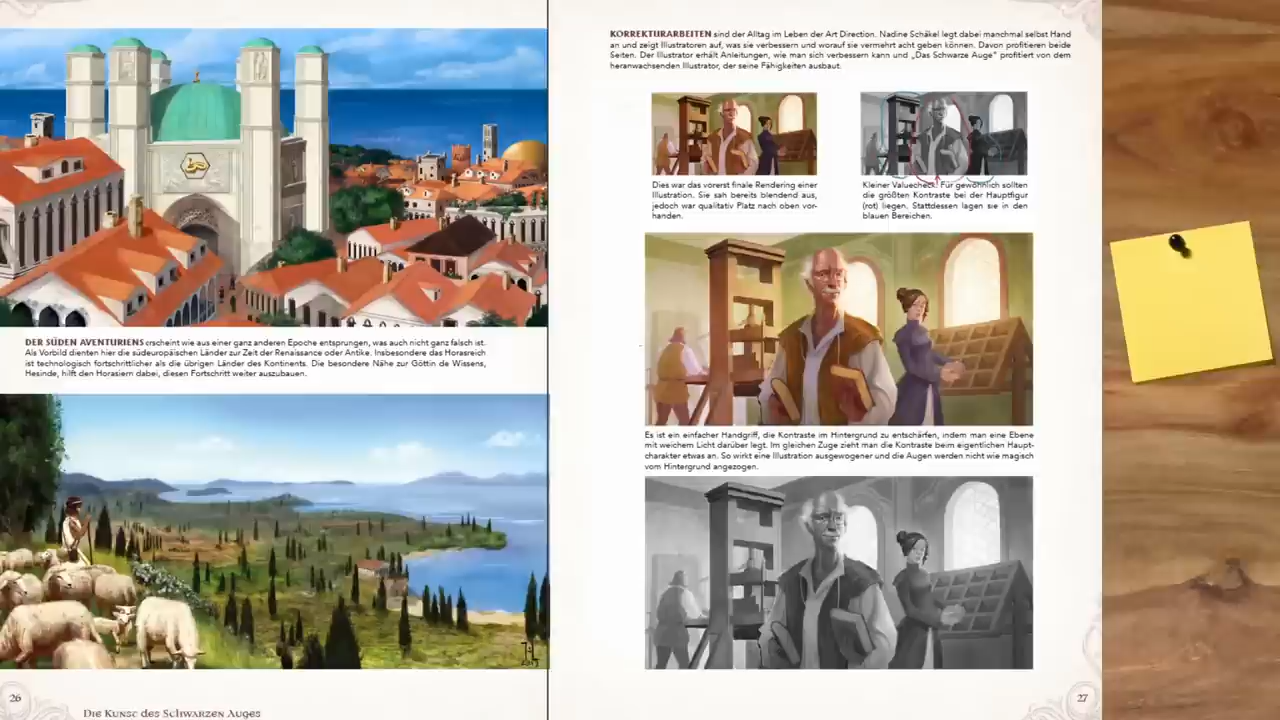 DER SÜDEN AVENTURIENS erscheint wie aus einer ganz anderen Epoche entsprungen, was auch nicht ganz falsch ist.
Als Vorbild dienten hier die südeuropäischen Länder zur Zeit der Renaissance oder Antike. Insbesondere das Horasreich
ist technologisch fortschrittlicher als die übrigen Länder des Kontinents. Die besondere Nähe zur Göttin de Wissens,
Hesinde, hilft den Horasiern dabei, diesen Fortschritt weiter auszubauen.
26
Die Kunst des Schwarzen Auges
KORREKTURARBEITEN sind der Alltag im Leben der Art Direction. Nadine Schäkel legt dabei manchmal selbst Hand
an und zeigt Illustratoren auf, was sie verbessern und worauf sie vermehrt acht geben können. Davon profitieren beide
Seiten. Der Illustrator erhält Anleitungen, wie man sich verbessern kann und „Das Schwarze Auge" profitiert von dem
heranwachsenden Illustrator, der seine Fähigkeiten ausbaut.
Dies war das vorerst finale Rendering einer
Illustration. Sie sah bereits blendend aus,
jedoch war qualitativ Platz nach oben vor-
handen.
Kleiner Valuecheck: Für gewöhnlich sollten
die größten Kontraste bei der Hauptfigur
(rot) liegen. Stattdessen lagen sie in den
blauen Bereichen.
Es ist ein einfacher Handgriff, die Kontraste im Hintergrund zu entschärfen, indem man eine Ebene
mit weichem Licht darüber legt. Im gleichen Zuge zieht man die Kontraste beim eigentlichen Haupt-
charakter etwas an. So wirkt eine Illustration ausgewogener und die Augen werden nicht wie magisch
vom Hintergrund angezogen.
27